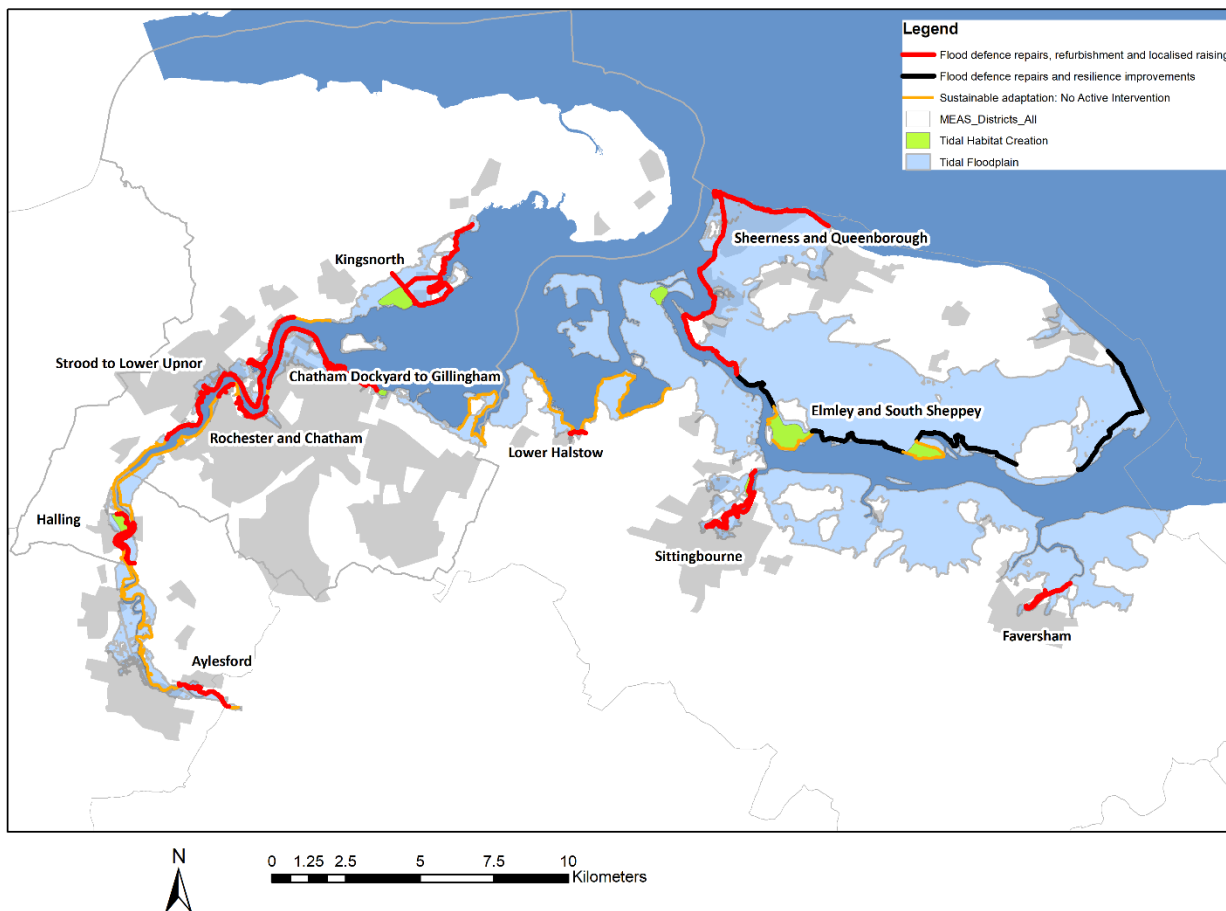 Legend
Flood defence repairs, refurbishment and localised raising
Flood defence repairs and resilience improvements
Sustainable adaptation: No Active Intervention
MEAS_Districts_All
Tidal Habitat Creation
Tidal Floodplain
Sheerness and Queenborough
Kingsnorth
Strood to Lower Upnor
Chatham Dockyard to Gillingham
Elmley and South Sheppey
Rochester and Chatham
Lower Halstow
Halling
Sittingbourne
Faversham
Aylesford
N
0 1.25 2.5 5 7.5 10
Kilometers